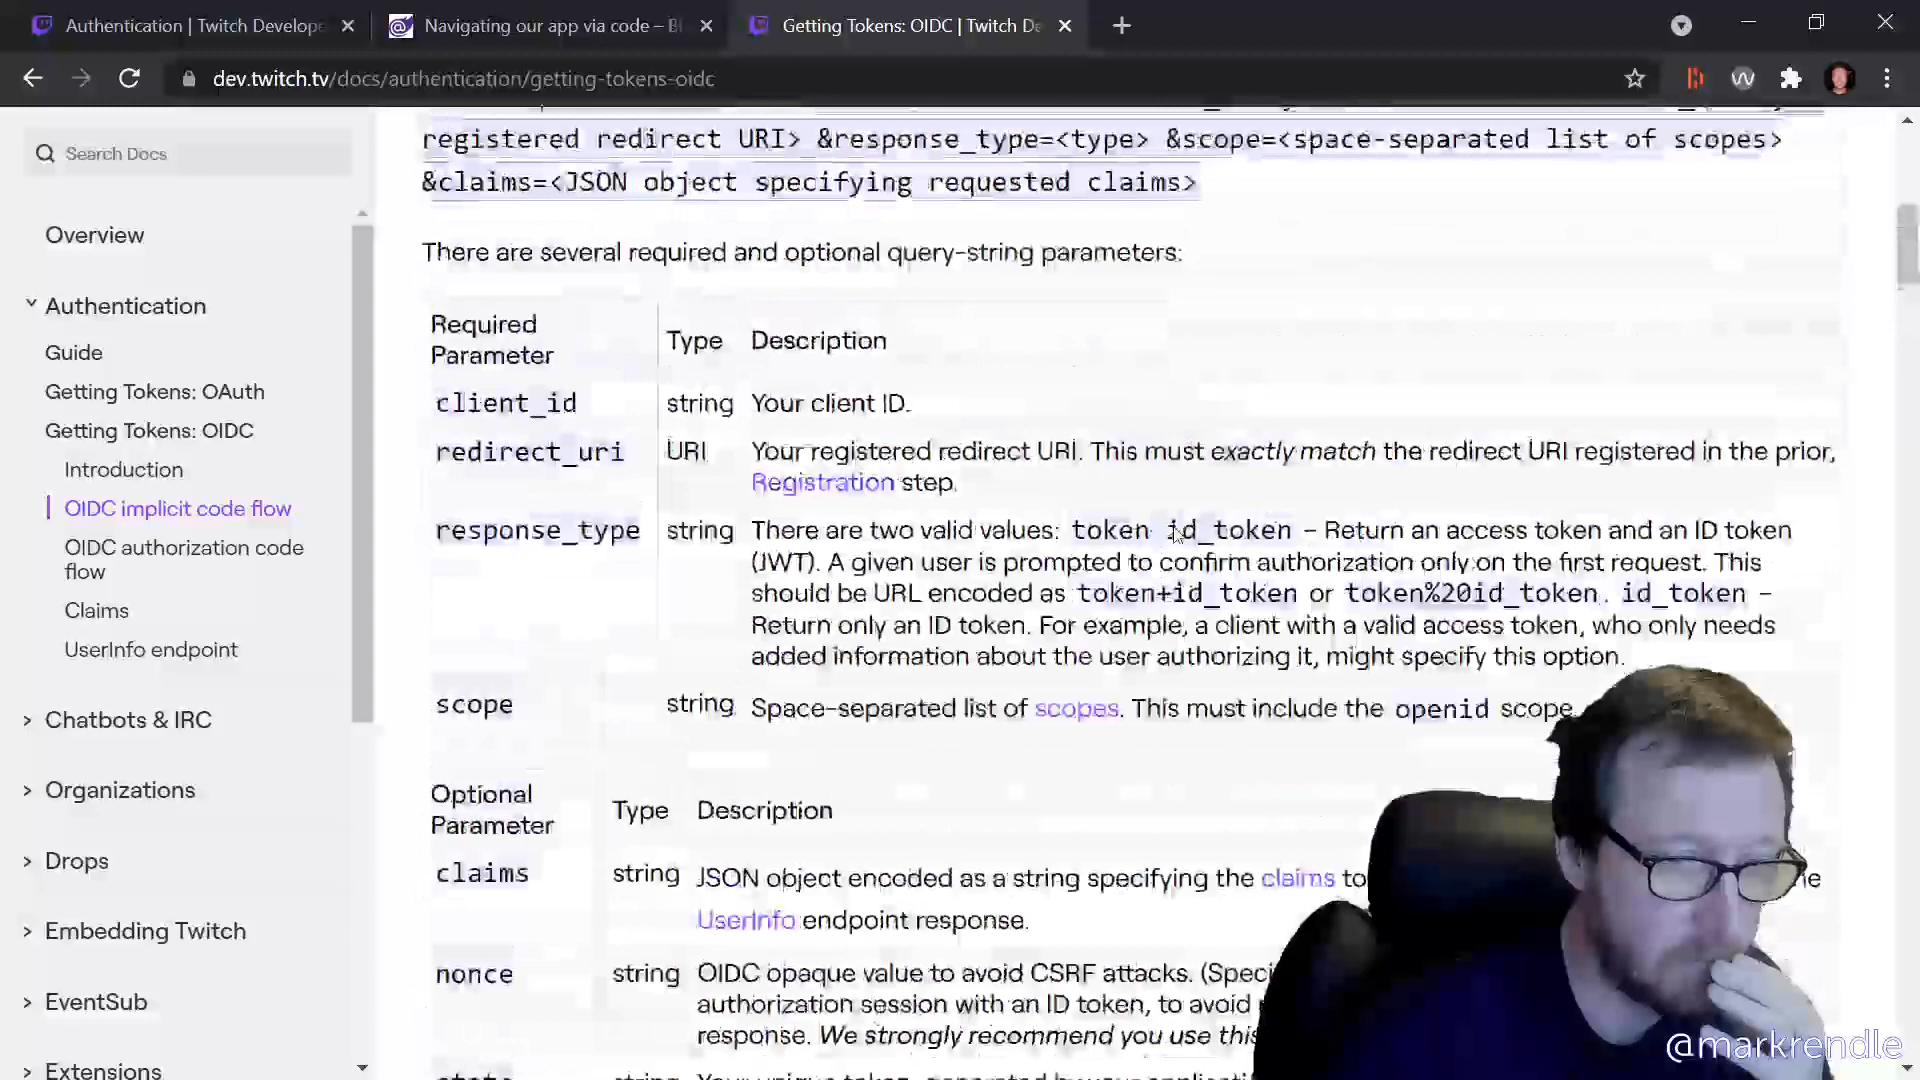 Authentication | Twitch Develope
Navigating our app via code – Bl
Getting Tokens: OIDC | Twitch De
dev.twitch.tv/docs/authentication/getting-tokens-oidc
Search Docs
Overview
Authentication
Guide
Getting Tokens: OAuth
Getting Tokens: OIDC
Introduction
OIDC implicit code flow
OIDC authorization code
flow
Claims
UserInfo endpoint
Chatbots & IRC
Organizations
Drops
Embedding Twitch
EventSub
Extensions
registered redirect URI> &response_type=<type> &scope=<space-separated list of scopes>
&claims=<JSON object specifying requested claims>
There are several required and optional query-string parameters:
Required
Parameter
Type
Description
client_id
string
Your client ID.
redirect_uri
URI
Your registered redirect URI. This must exactly match the redirect URI registered in the prior,
Registration step.
response_type
string
There are two valid values: token id_token – Return an access token and an ID token
(JWT). A given user is prompted to confirm authorization only on the first request. This
should be URL encoded as token+id_token or token%20id_token. id_token –
Return only an ID token. For example, a client with a valid access token, who only needs
added information about the user authorizing it, might specify this option.
scope
string
Space-separated list of scopes. This must include the openid scope.
Optional
Parameter
Type
Description
claims
string
JSON object encoded as a string specifying the claims to
UserInfo endpoint response.
nonce
string
OIDC opaque value to avoid CSRF attacks. (Speci
authorization session with an ID token, to avoid
response. We strongly recommend you use this
@markrendle